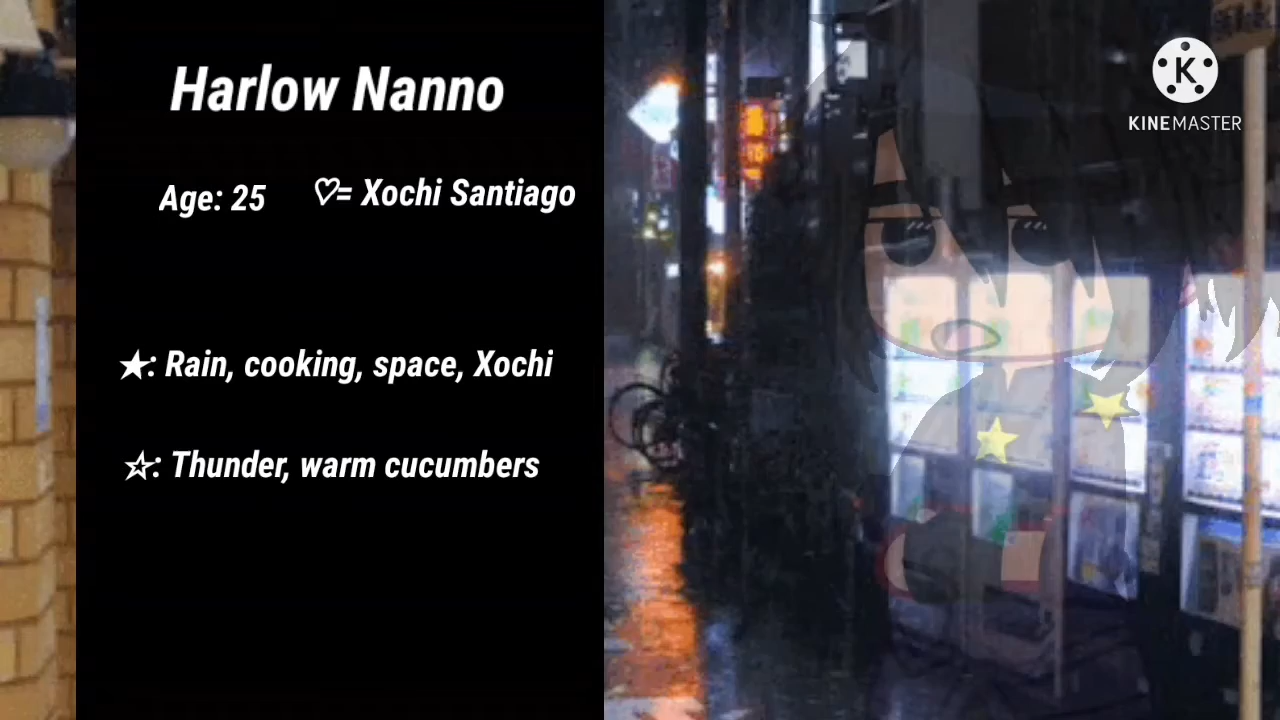 Harlow Nanno
Age: 25
♡= Xochi Santiago
★: Rain, cooking, space, Xochi
☆: Thunder, warm cucumbers
K
KINEMASTER